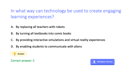 In what way can technology be used to create engaging
learning experiences?
A. By replacing all teachers with robots
B. By turning all textbooks into comic books
C. By providing interactive simulations and virtual reality experiences
D. By enabling students to communicate with aliens
Correct answer: C